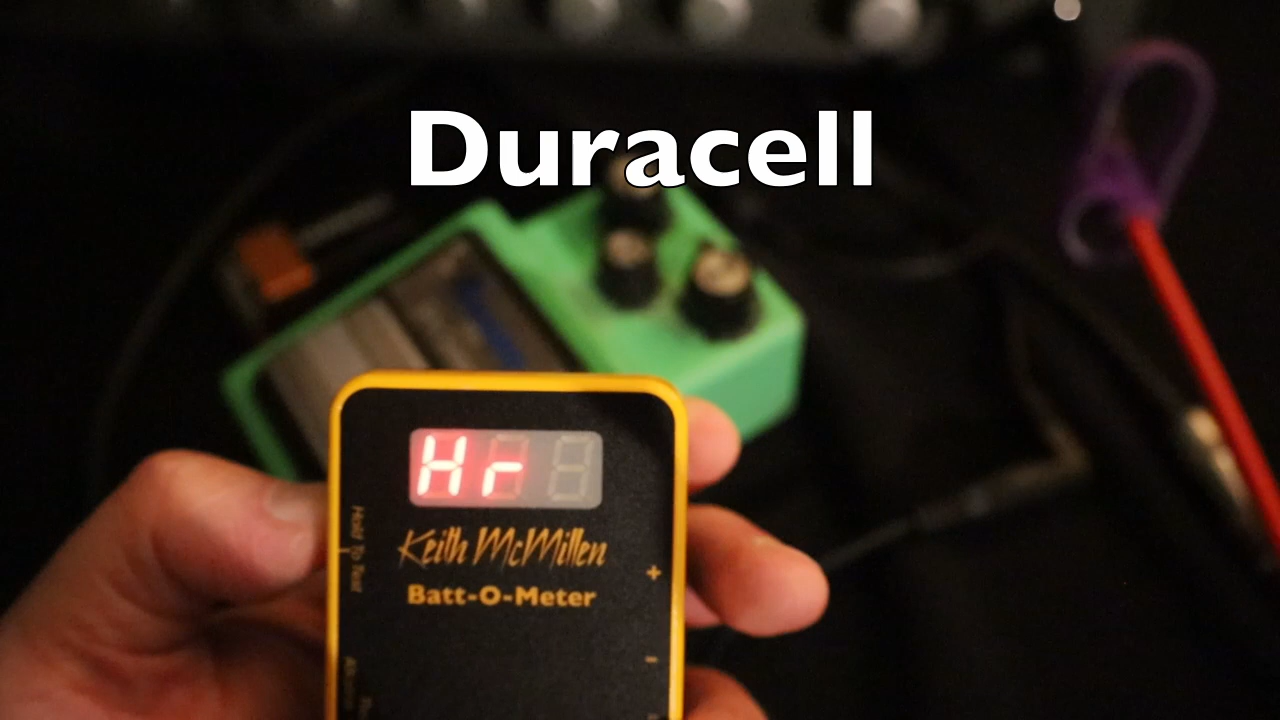 Duracell
Hr
Keith McMillen
Batt-O-Meter
Hold To Test
+
-